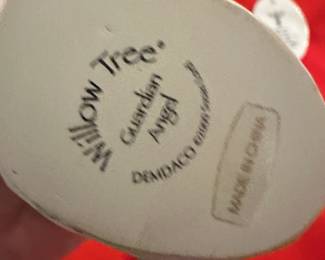 Willow Tree®
Guardian
Angel
DEMDACO
MADE IN CHINA